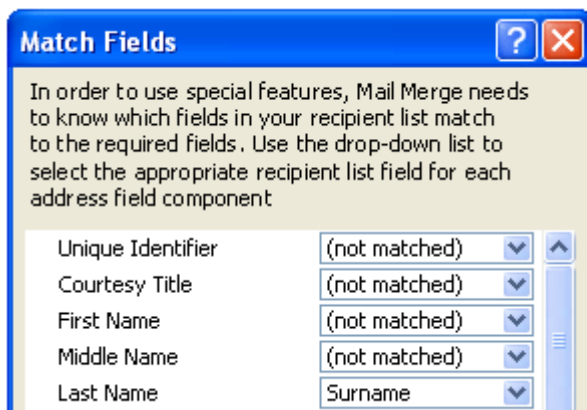 Match Fields
In order to use special features, Mail Merge needs
to know which fields in your recipient list match
to the required fields. Use the drop-down list to
select the appropriate recipient list field for each
address field component
Unique Identifier (not matched)
Courtesy Title (not matched)
First Name (not matched)
Middle Name (not matched)
Last Name Surname